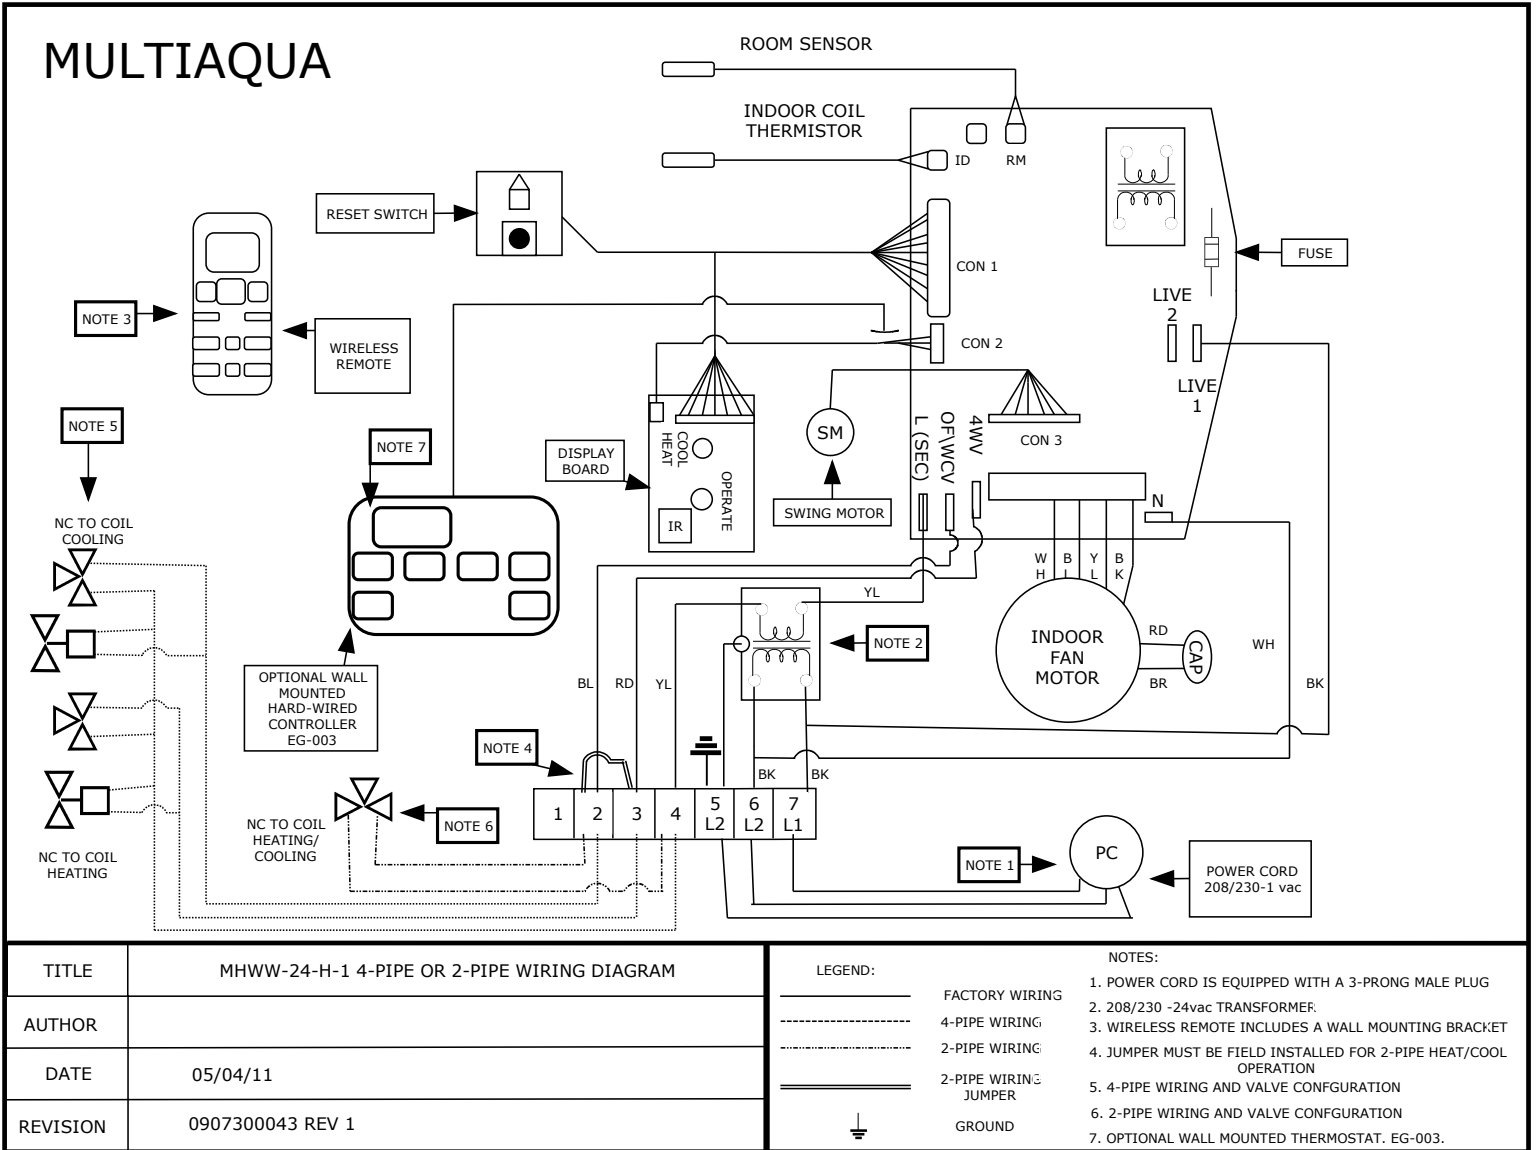 MULTIAQUA
ROOM SENSOR
INDOOR COIL
THERMISTOR
ID
RM
RESET SWITCH
CON 1
FUSE
LIVE
2
NOTE 3
WIRELESS
REMOTE
CON 2
LIVE
1
NOTE 5
NOTE 7
DISPLAY
BOARD
COOL
HEAT
OPERATE
IR
SM
SWING MOTOR
L (SEC)
OF\WCV
4WV
CON 3
N
NC TO COIL
COOLING
W
H
B
L
Y
L
B
K
YL
NOTE 2
INDOOR
FAN
MOTOR
RD
BR
CAP
WH
BK
OPTIONAL WALL
MOUNTED
HARD-WIRED
CONTROLLER
EG-003
BL
RD
YL
NOTE 4
BK
BK
1
2
3
4
5
L2
6
L2
7
L1
NC TO COIL
HEATING/
COOLING
NOTE 6
NC TO COIL
HEATING
NOTE 1
PC
POWER CORD
208/230-1 vac
TITLE
MHWW-24-H-1 4-PIPE OR 2-PIPE WIRING DIAGRAM
AUTHOR
DATE
05/04/11
REVISION
0907300043 REV 1
LEGEND:
FACTORY WIRING
4-PIPE WIRING
2-PIPE WIRING
2-PIPE WIRING
JUMPER
GROUND
NOTES:
1. POWER CORD IS EQUIPPED WITH A 3-PRONG MALE PLUG
2. 208/230 -24vac TRANSFORMER
3. WIRELESS REMOTE INCLUDES A WALL MOUNTING BRACKET
4. JUMPER MUST BE FIELD INSTALLED FOR 2-PIPE HEAT/COOL
OPERATION
5. 4-PIPE WIRING AND VALVE CONFGURATION
6. 2-PIPE WIRING AND VALVE CONFGURATION
7. OPTIONAL WALL MOUNTED THERMOSTAT. EG-003.